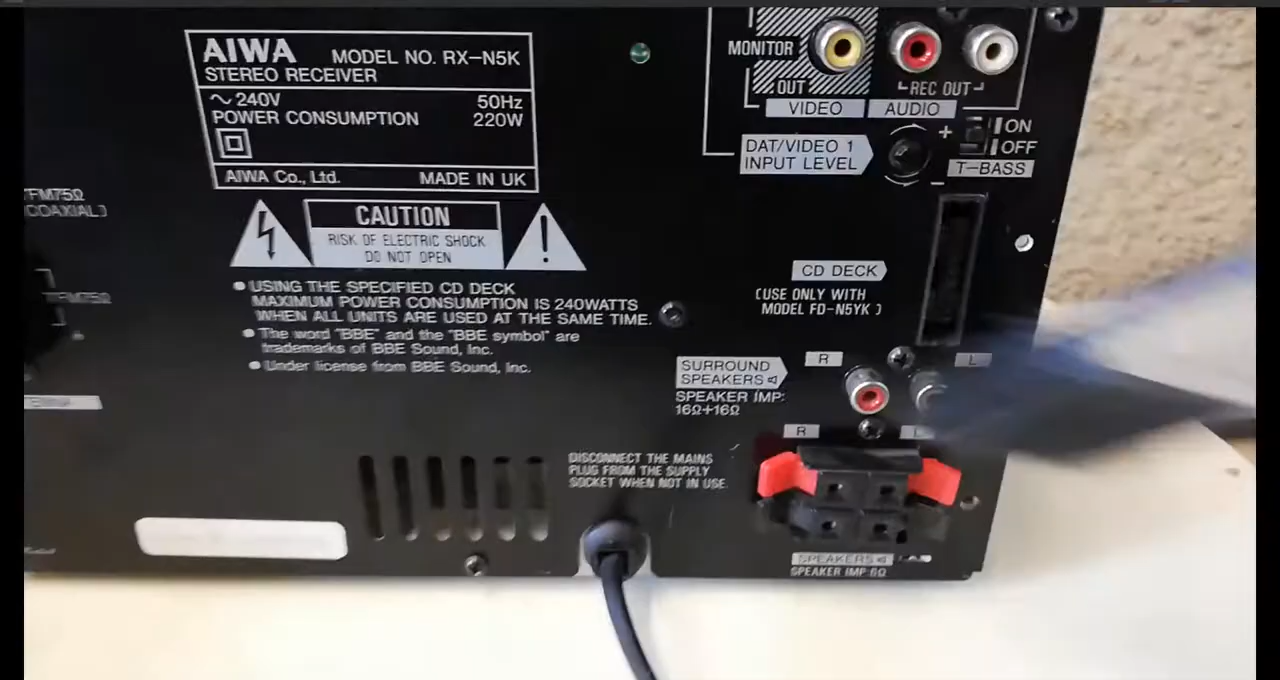 AIWA MODEL NO. RX-N5K
STEREO RECEIVER
~ 240V 50Hz
POWER CONSUMPTION 220W
AIWA Co., Ltd. MADE IN UK
CAUTION
RISK OF ELECTRIC SHOCK
DO NOT OPEN
USING THE SPECIFIED CD DECK
MAXIMUM POWER CONSUMPTION IS 240WATTS
WHEN ALL UNITS ARE USED AT THE SAME TIME.
The word "BBE" and the "BBE symbol" are
trademarks of BBE Sound, Inc.
Under license from BBE Sound, Inc.
FM75Ω
COAXIAL)
FM75Ω
DISCONNECT THE MAINS
PLUG FROM THE SUPPLY
SOCKET WHEN NOT IN USE.
MONITOR
OUT
REC OUT
VIDEO
AUDIO
DAT/VIDEO 1
INPUT LEVEL
+
-
ON
OFF
T-BASS
CD DECK
(USE ONLY WITH
MODEL FD-N5YK)
SURROUND
SPEAKERS
SPEAKER IMP:
16Ω+16Ω
R L
R L
SPEAKERS
SPEAKER IMP:6Ω